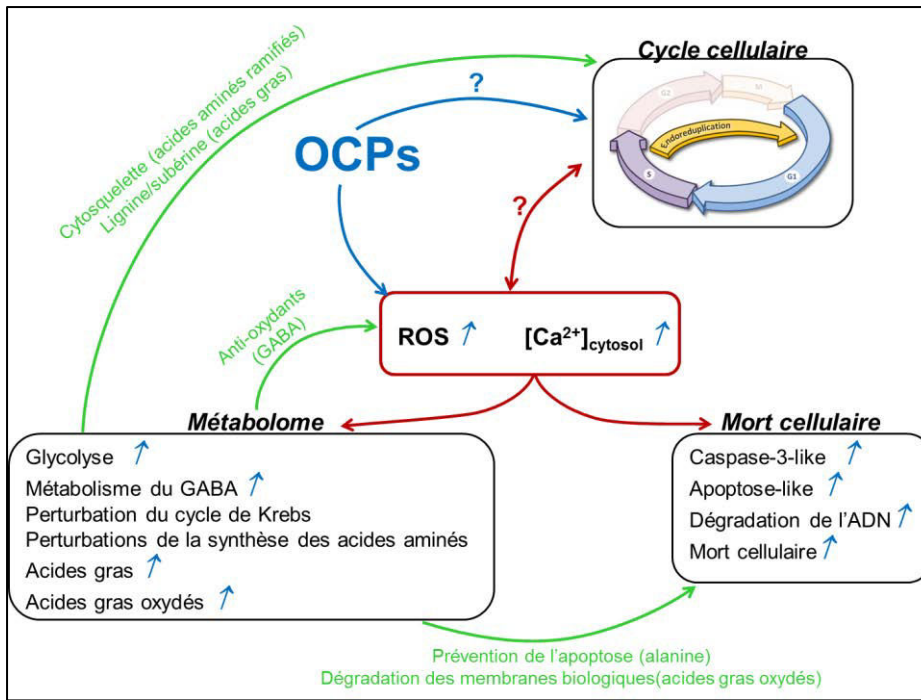 Cycle cellulaire
Cytosquelette (acides aminés ramifiés)
Lignine/subérine (acides gras)
?
OCPs
G2
M
Endoreduplication
S
G1
?
Anti-oxydants
(GABA)
ROS ↑ [Ca²⁺]cytosol ↑
Métabolome
Glycolyse ↑
Métabolisme du GABA ↑
Perturbation du cycle de Krebs
Perturbations de la synthèse des acides aminés
Acides gras ↑
Acides gras oxydés ↑
Mort cellulaire
Caspase-3-like ↑
Apoptose-like ↑
Dégradation de l'ADN ↑
Mort cellulaire ↑
Prévention de l'apoptose (alanine)
Dégradation des membranes biologiques(acides gras oxydés)